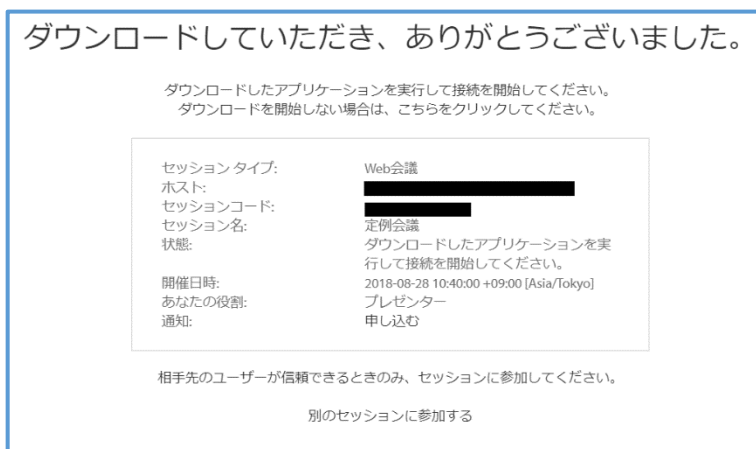 ダウンロードしていただき、ありがとうございました。
ダウンロードしたアプリケーションを実行して接続を開始してください。
ダウンロードを開始しない場合は、こちらをクリックしてください。
セッション タイプ: Web会議
ホスト:
セッションコード:
セッション名: 定例会議
状態: ダウンロードしたアプリケーションを実
行して接続を開始してください。
開催日時: 2018-08-28 10:40:00 +09:00 [Asia/Tokyo]
あなたの役割: プレゼンター
通知: 申し込む
相手先のユーザーが信頼できるときのみ、セッションに参加してください。
別のセッションに参加する